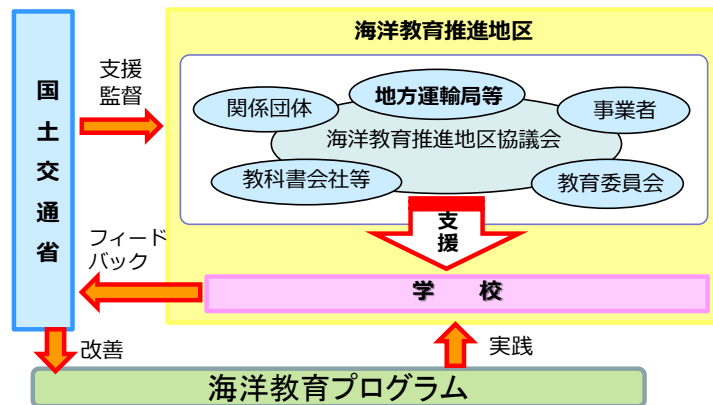 海洋教育推進地区
国土交通省
支援
監督
関係団体
地方運輸局等
事業者
海洋教育推進地区協議会
教科書会社等
教育委員会
支援
フィード
バック
学 校
改善
実践
海洋教育プログラム